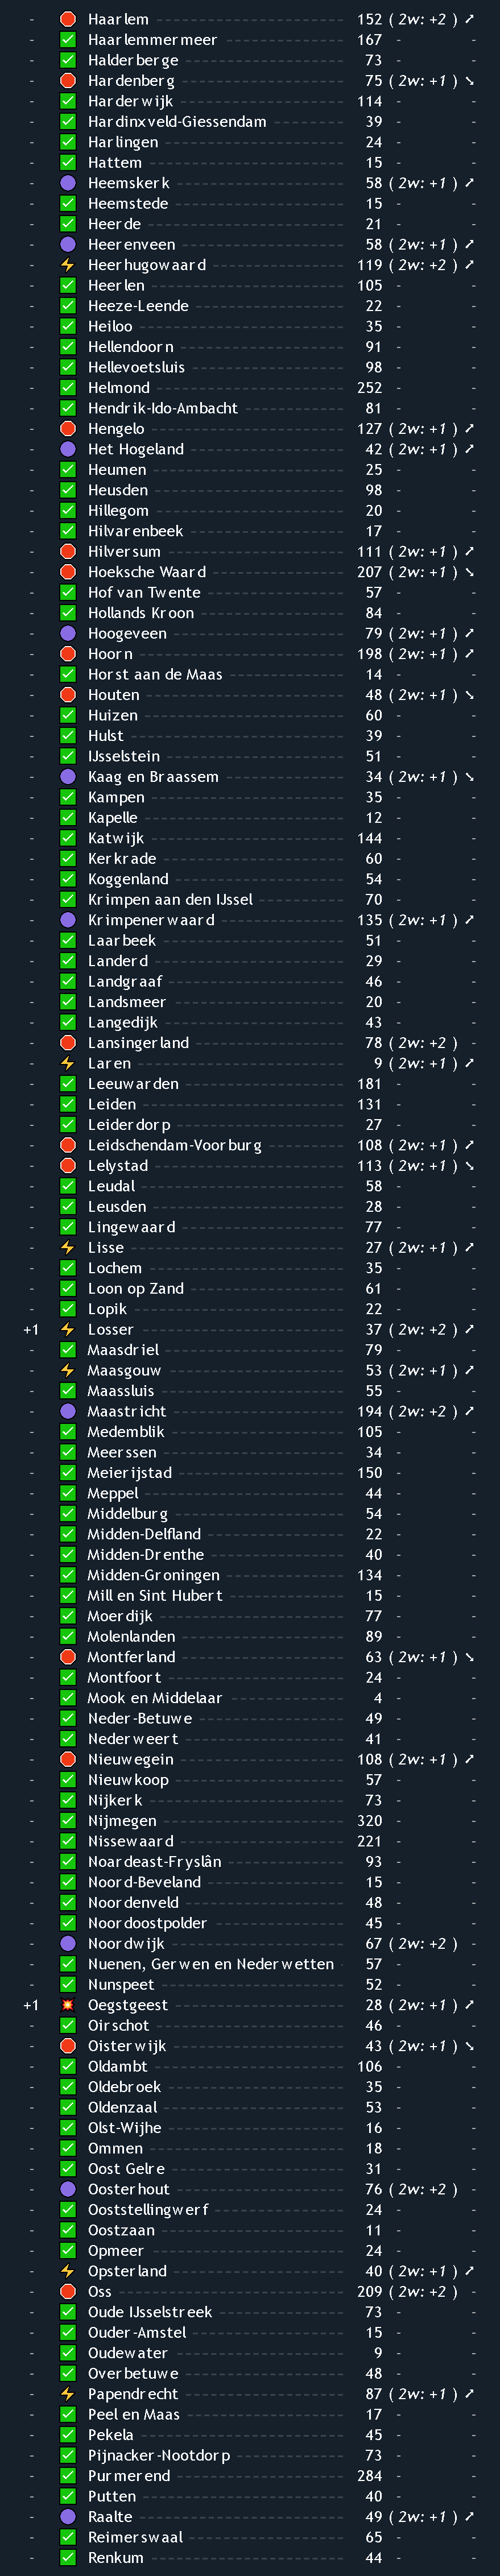 - Haarlem 152 ( 2w: +2 ) ➚
- Haarlemmermeer 167 - -
- Halderberge 73 - -
- Hardenberg 75 ( 2w: +1 ) ➘
- Harderwijk 114 - -
- Hardinxveld-Giessendam 39 - -
- Harlingen 24 - -
- Hattem 15 - -
- Heemskerk 58 ( 2w: +1 ) ➚
- Heemstede 15 - -
- Heerde 21 - -
- Heerenveen 58 ( 2w: +1 ) ➚
- Heerhugowaard 119 ( 2w: +2 ) ➚
- Heerlen 105 - -
- Heeze-Leende 22 - -
- Heiloo 35 - -
- Hellendoorn 91 - -
- Hellevoetsluis 98 - -
- Helmond 252 - -
- Hendrik-Ido-Ambacht 81 - -
- Hengelo 127 ( 2w: +1 ) ➚
- Het Hogeland 42 ( 2w: +1 ) ➚
- Heumen 25 - -
- Heusden 98 - -
- Hillegom 20 - -
- Hilvarenbeek 17 - -
- Hilversum 111 ( 2w: +1 ) ➚
- Hoeksche Waard 207 ( 2w: +1 ) ➘
- Hof van Twente 57 - -
- Hollands Kroon 84 - -
- Hoogeveen 79 ( 2w: +1 ) ➚
- Hoorn 198 ( 2w: +1 ) ➚
- Horst aan de Maas 14 - -
- Houten 48 ( 2w: +1 ) ➘
- Huizen 60 - -
- Hulst 39 - -
- IJsselstein 51 - -
- Kaag en Braassem 34 ( 2w: +1 ) ➘
- Kampen 35 - -
- Kapelle 12 - -
- Katwijk 144 - -
- Kerkrade 60 - -
- Koggenland 54 - -
- Krimpen aan den IJssel 70 - -
- Krimpenerwaard 135 ( 2w: +1 ) ➚
- Laarbeek 51 - -
- Landerd 29 - -
- Landgraaf 46 - -
- Landsmeer 20 - -
- Langedijk 43 - -
- Lansingerland 78 ( 2w: +2 ) -
- Laren 9 ( 2w: +1 ) ➚
- Leeuwarden 181 - -
- Leiden 131 - -
- Leiderdorp 27 - -
- Leidschendam-Voorburg 108 ( 2w: +1 ) ➚
- Lelystad 113 ( 2w: +1 ) ➘
- Leudal 58 - -
- Leusden 28 - -
- Lingewaard 77 - -
- Lisse 27 ( 2w: +1 ) ➚
- Lochem 35 - -
- Loon op Zand 61 - -
- Lopik 22 - -
+1 Losser 37 ( 2w: +2 ) ➚
- Maasdriel 79 - -
- Maasgouw 53 ( 2w: +1 ) ➚
- Maassluis 55 - -
- Maastricht 194 ( 2w: +2 ) ➚
- Medemblik 105 - -
- Meerssen 34 - -
- Meierijstad 150 - -
- Meppel 44 - -
- Middelburg 54 - -
- Midden-Delfland 22 - -
- Midden-Drenthe 40 - -
- Midden-Groningen 134 - -
- Mill en Sint Hubert 15 - -
- Moerdijk 77 - -
- Molenlanden 89 - -
- Montferland 63 ( 2w: +1 ) ➘
- Montfoort 24 - -
- Mook en Middelaar 4 - -
- Neder-Betuwe 49 - -
- Nederweert 41 - -
- Nieuwegein 108 ( 2w: +1 ) ➚
- Nieuwkoop 57 - -
- Nijkerk 73 - -
- Nijmegen 320 - -
- Nissewaard 221 - -
- Noardeast-Fryslân 93 - -
- Noord-Beveland 15 - -
- Noordenveld 48 - -
- Noordoostpolder 45 - -
- Noordwijk 67 ( 2w: +2 ) -
- Nuenen, Gerwen en Nederwetten 57 - -
- Nunspeet 52 - -
+1 Oegstgeest 28 ( 2w: +1 ) ➚
- Oirschot 46 - -
- Oisterwijk 43 ( 2w: +1 ) ➘
- Oldambt 106 - -
- Oldebroek 35 - -
- Oldenzaal 53 - -
- Olst-Wijhe 16 - -
- Ommen 18 - -
- Oost Gelre 31 - -
- Oosterhout 76 ( 2w: +2 ) -
- Ooststellingwerf 24 - -
- Oostzaan 11 - -
- Opmeer 24 - -
- Opsterland 40 ( 2w: +1 ) ➚
- Oss 209 ( 2w: +2 ) -
- Oude IJsselstreek 73 - -
- Ouder-Amstel 15 - -
- Oudewater 9 - -
- Overbetuwe 48 - -
- Papendrecht 87 ( 2w: +1 ) ➚
- Peel en Maas 17 - -
- Pekela 45 - -
- Pijnacker-Nootdorp 73 - -
- Purmerend 284 - -
- Putten 40 - -
- Raalte 49 ( 2w: +1 ) ➚
- Reimerswaal 65 - -
- Renkum 44 - -